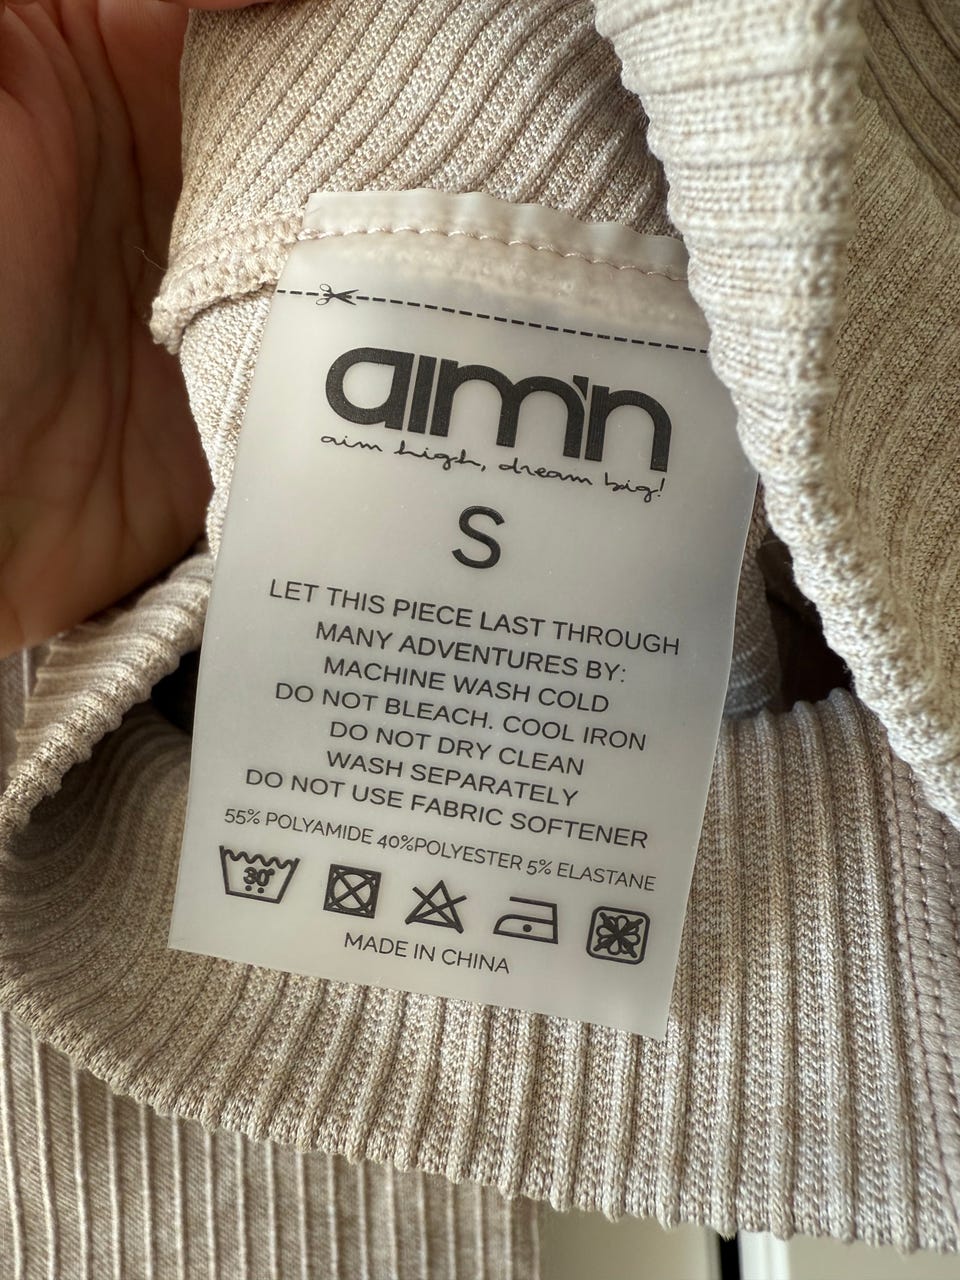 aim'n
aim high, dream big!
S
LET THIS PIECE LAST THROUGH
MANY ADVENTURES BY:
MACHINE WASH COLD
DO NOT BLEACH. COOL IRON
DO NOT DRY CLEAN
WASH SEPARATELY
DO NOT USE FABRIC SOFTENER
55% POLYAMIDE 40%POLYESTER 5% ELASTANE
30°
MADE IN CHINA